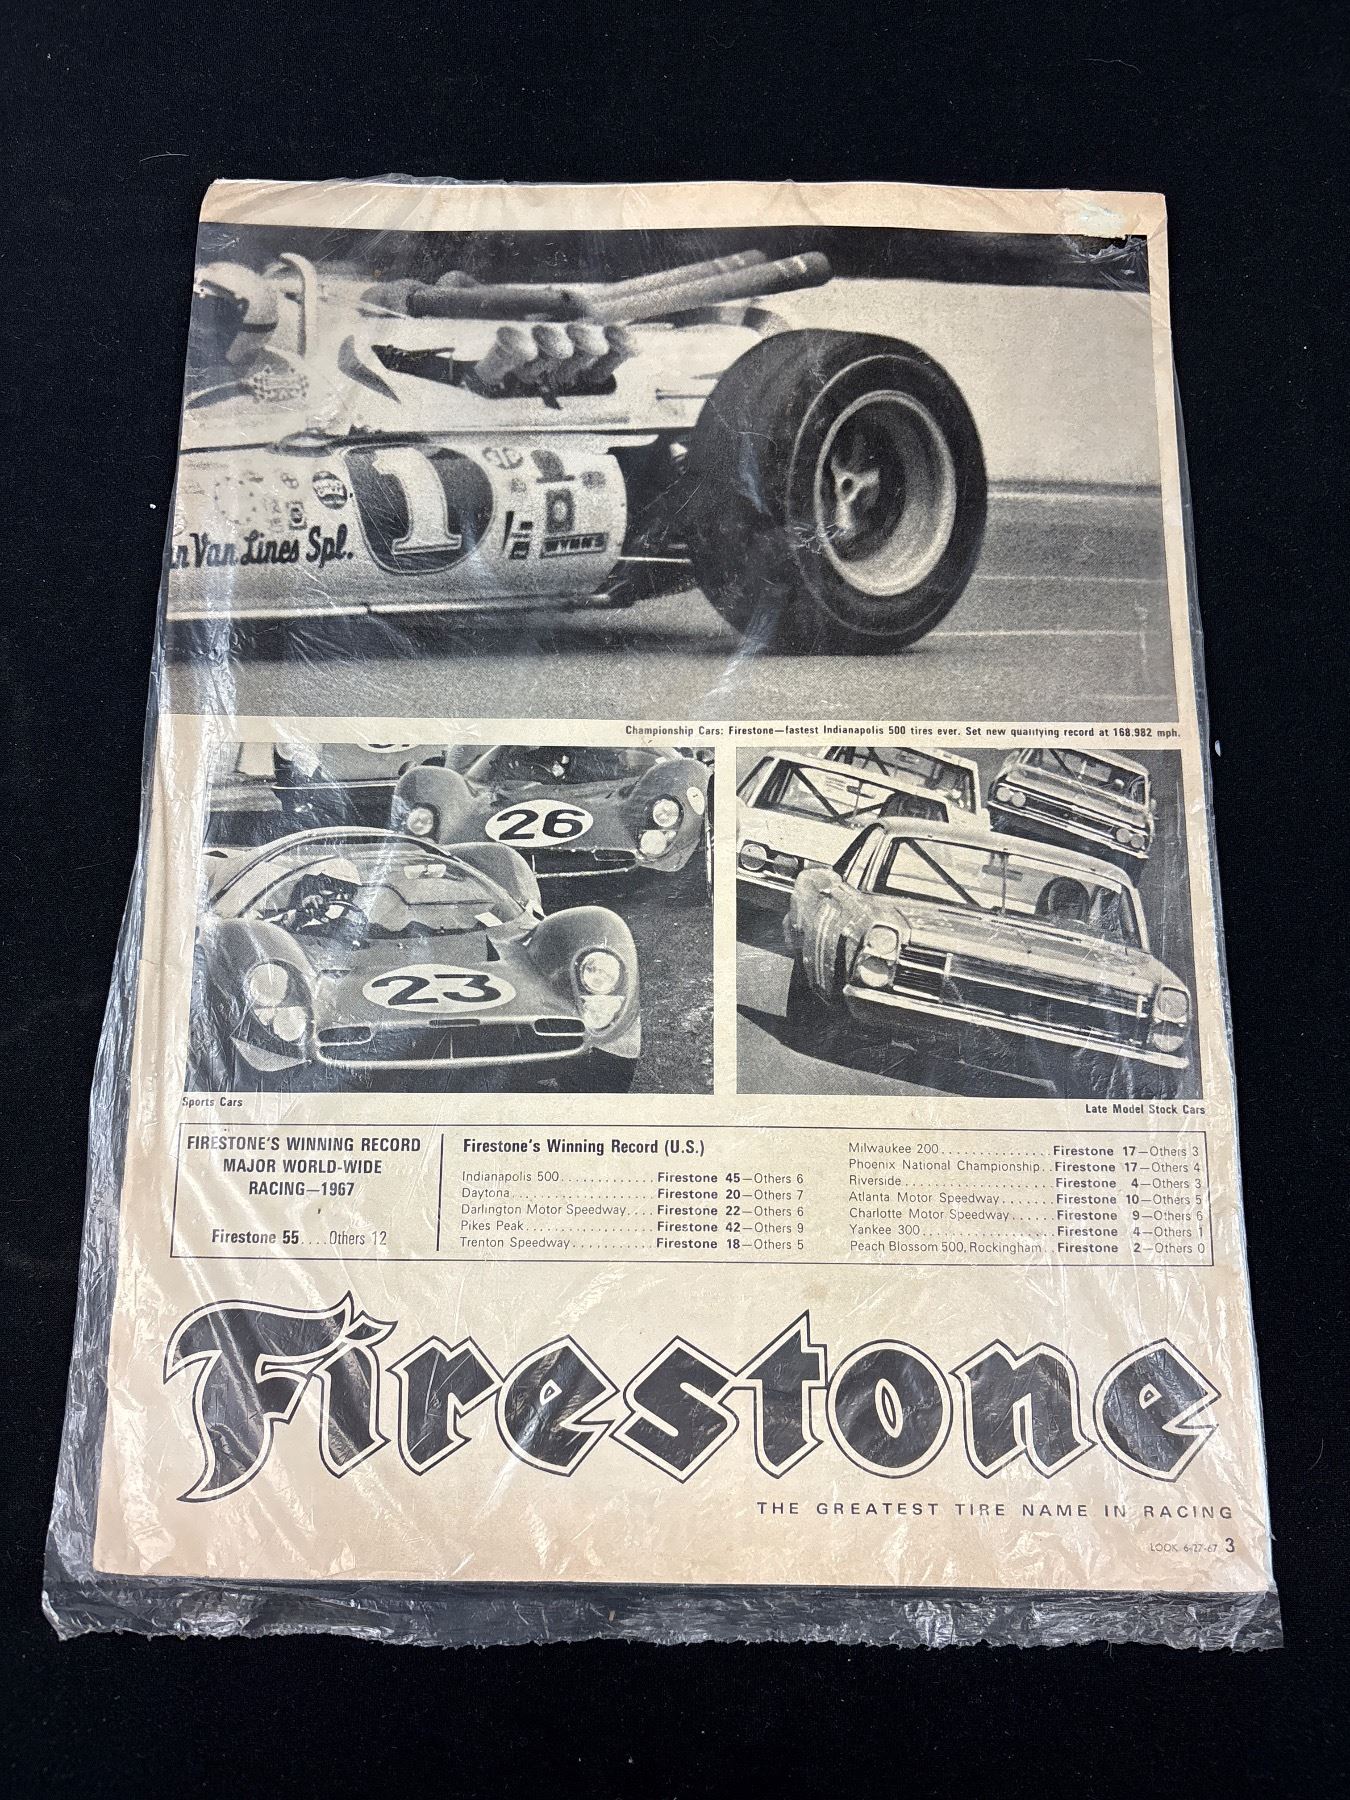 Van Lines Spl.
1
WYNN'S
Championship Cars: Firestone—fastest Indianapolis 500 tires ever. Set new qualifying record at 168.982 mph.
26
23
Sports Cars
Late Model Stock Cars
FIRESTONE'S WINNING RECORD
MAJOR WORLD-WIDE
RACING—1967
Firestone 55....Others 12
Firestone's Winning Record (U.S.)
Indianapolis 500............Firestone 45—Others 6
Daytona......................Firestone 20—Others 7
Darlington Motor Speedway....Firestone 22—Others 6
Pikes Peak...................Firestone 42—Others 9
Trenton Speedway.............Firestone 18—Others 5
Milwaukee 200................Firestone 17—Others 3
Phoenix National Championship..Firestone 17—Others 4
Riverside....................Firestone 4—Others 3
Atlanta Motor Speedway.......Firestone 10—Others 5
Charlotte Motor Speedway......Firestone 9—Others 6
Yankee 300...................Firestone 4—Others 1
Peach Blossom 500, Rockingham..Firestone 2—Others 0
Firestone
THE GREATEST TIRE NAME IN RACING
LOOK 6-27-67 3